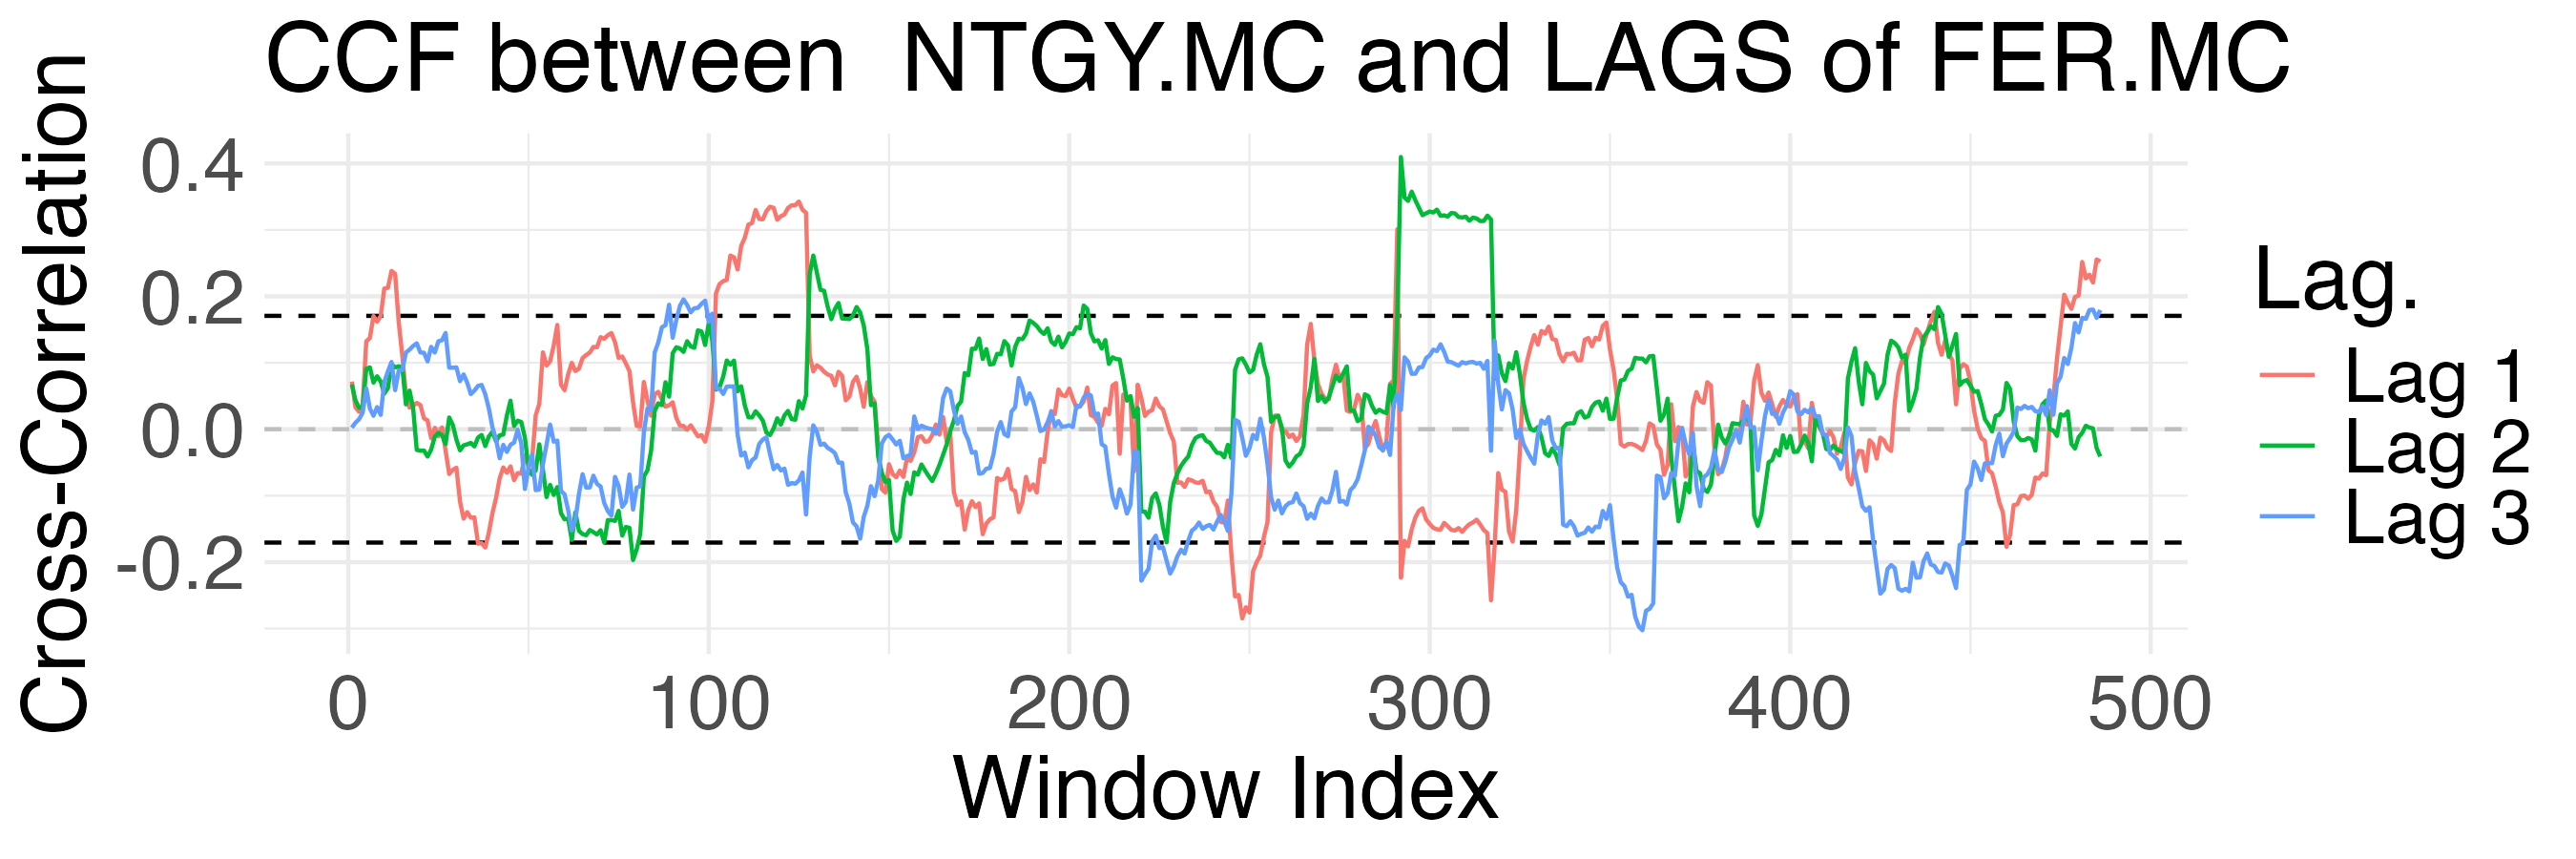 CCF between  NTGY.MC and LAGS of FER.MC
Cross-Correlation
0.4
0.2
0.0
-0.2
0 100 200 300 400 500
Window Index
Lag.
Lag 1
Lag 2
Lag 3